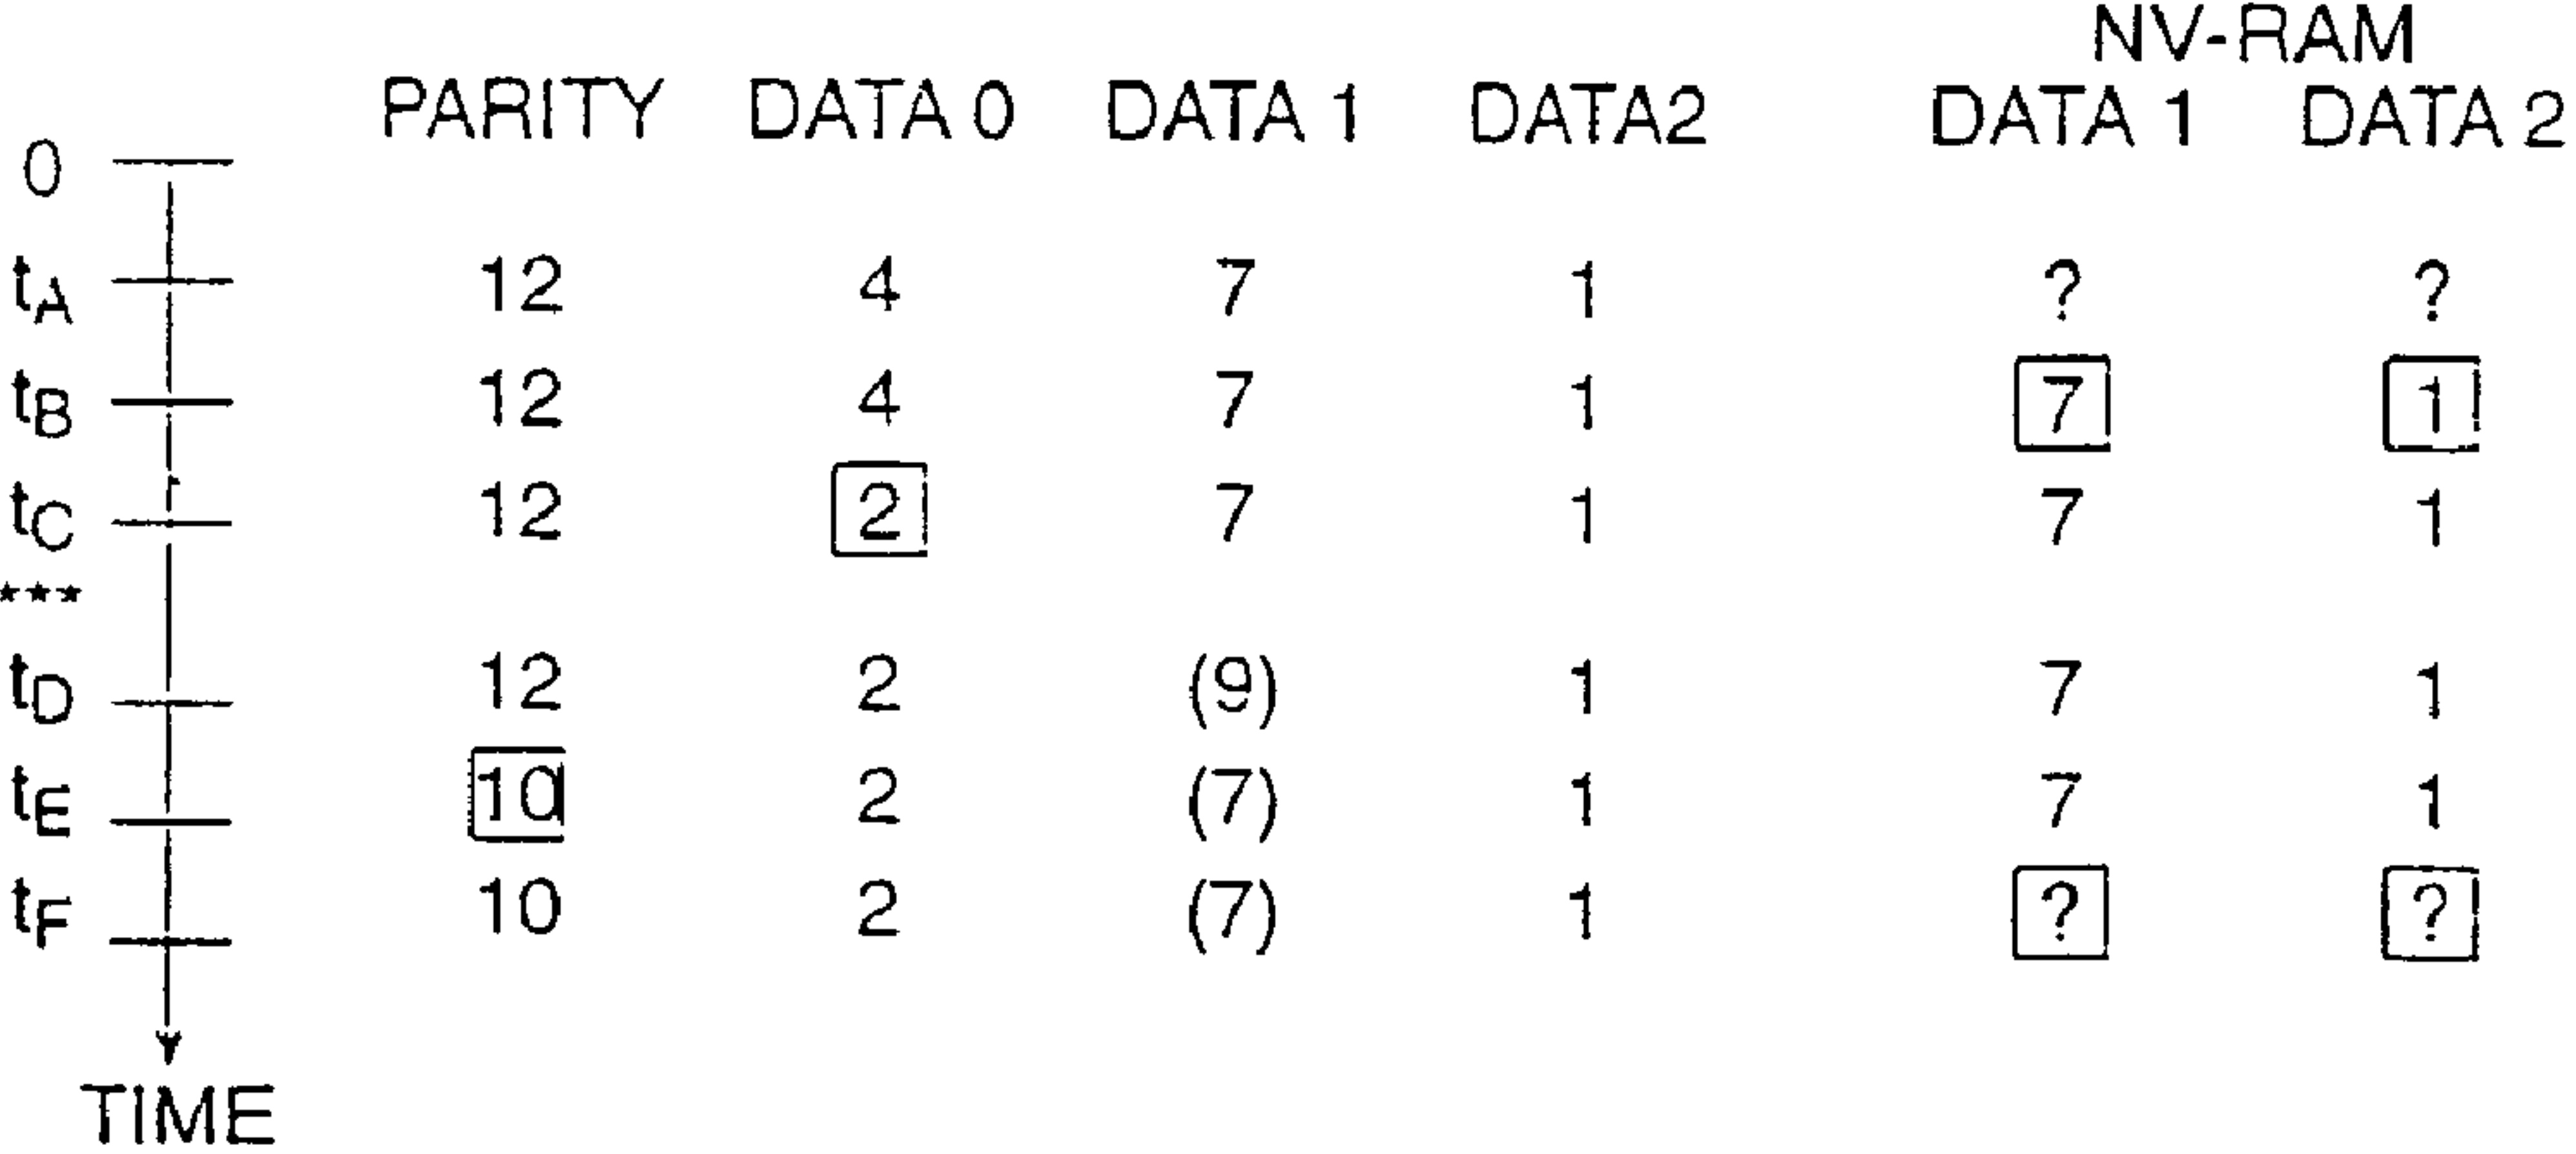 NV-RAM
PARITY DATA 0 DATA 1 DATA2 DATA 1 DATA 2
0
tA 12 4 7 1 ? ?
tB 12 4 7 1 7 1
tC 12 2 7 1 7 1
***
tD 12 2 (9) 1 7 1
tE 10 2 (7) 1 7 1
tF 10 2 (7) 1 ? ?
TIME